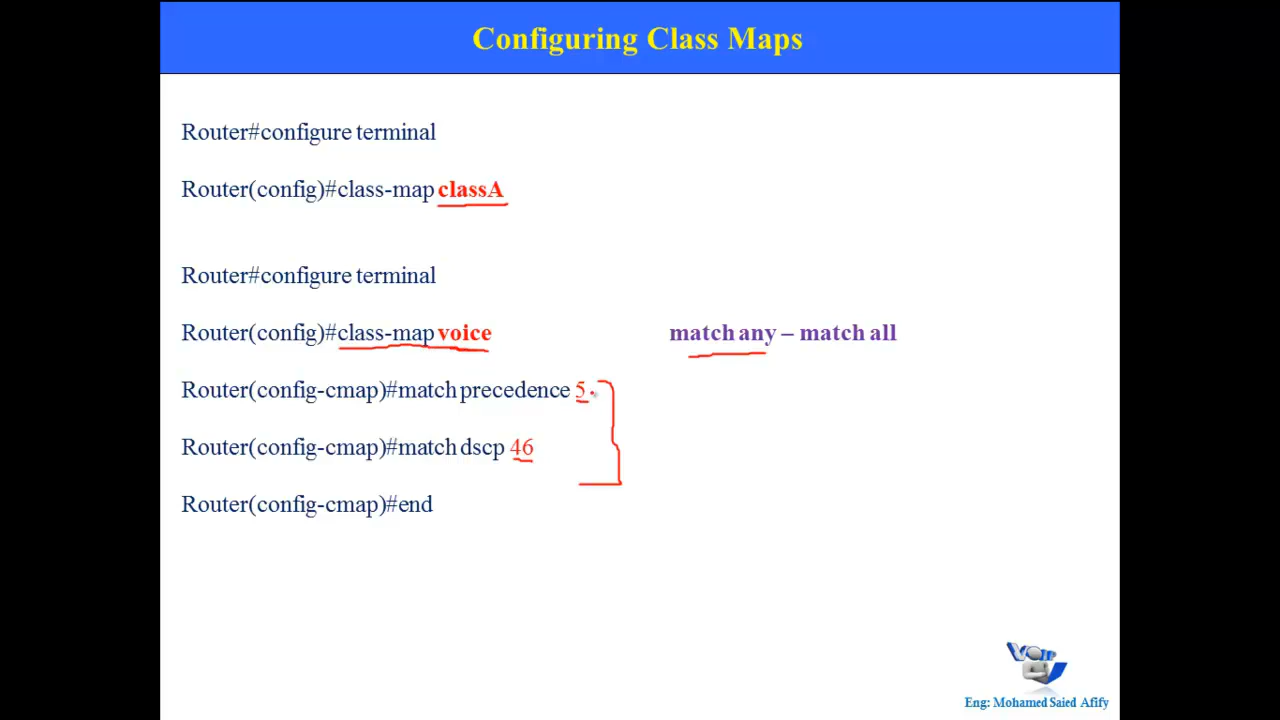 Configuring Class Maps
Router#configure terminal
Router(config)#class-map classA
Router#configure terminal
Router(config)#class-map voice
match any – match all
Router(config-cmap)#match precedence 5
Router(config-cmap)#match dscp 46
Router(config-cmap)#end
VoIP
Eng: Mohamed Saied Afify